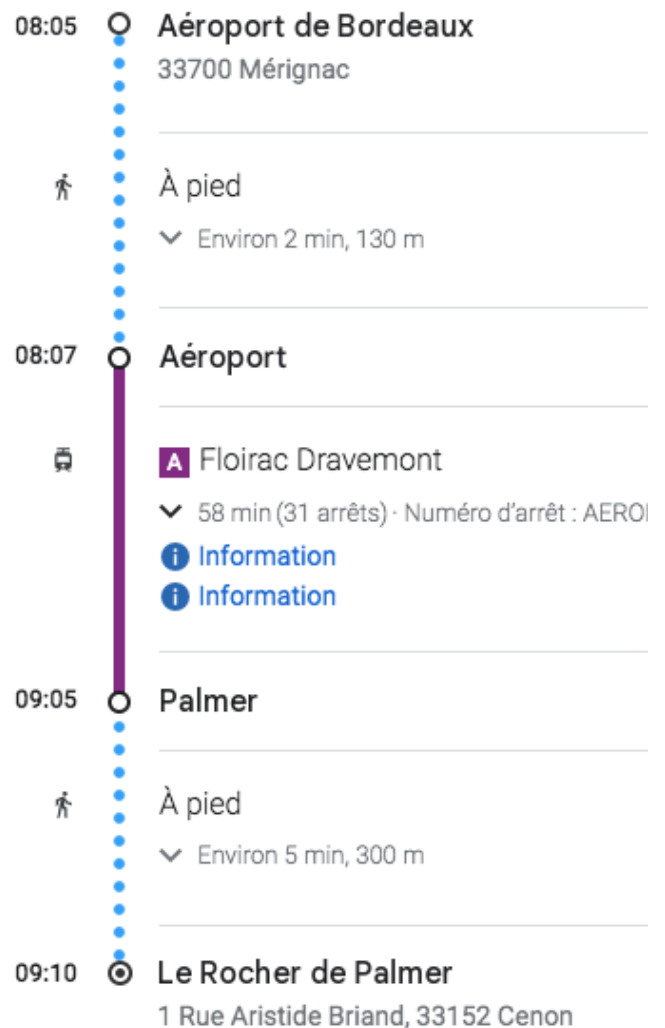 08:05 Aéroport de Bordeaux
33700 Mérignac
À pied
Environ 2 min, 130 m
08:07 Aéroport
A Floirac Dravemont
58 min (31 arrêts) · Numéro d'arrêt : AERO
Information
Information
09:05 Palmer
À pied
Environ 5 min, 300 m
09:10 Le Rocher de Palmer
1 Rue Aristide Briand, 33152 Cenon